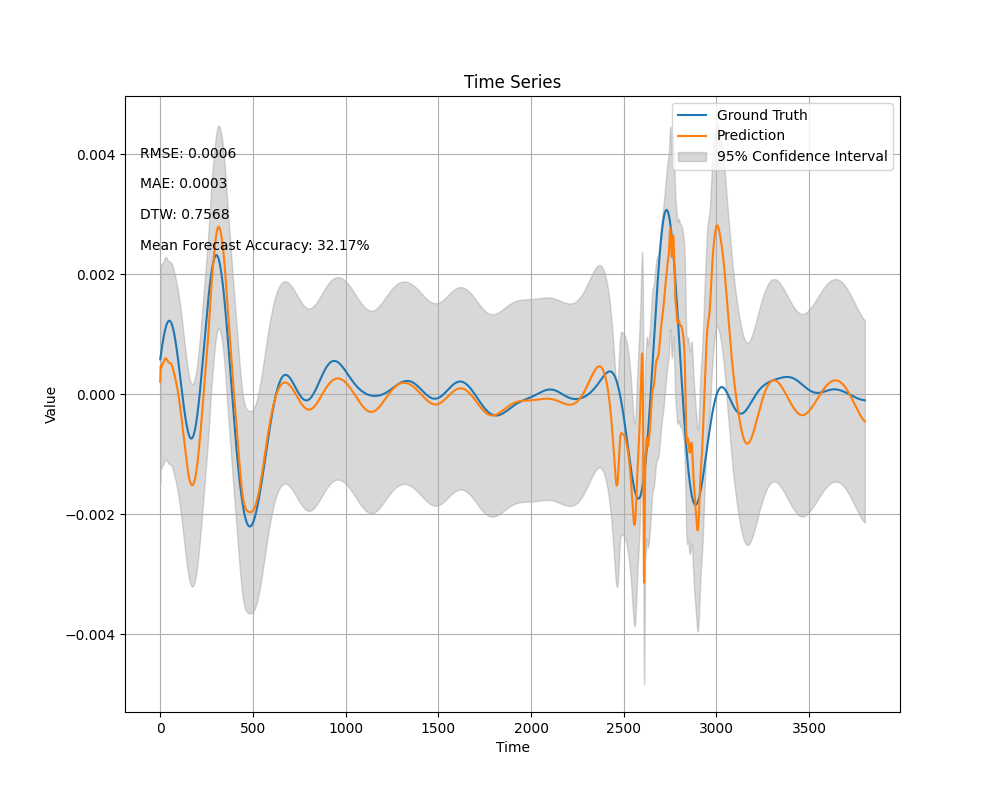 Time Series
Ground Truth
Prediction
95% Confidence Interval
RMSE: 0.0006
MAE: 0.0003
DTW: 0.7568
Mean Forecast Accuracy: 32.17%
Value
0.004
0.002
0.000
−0.002
−0.004
0 500 1000 1500 2000 2500 3000 3500
Time